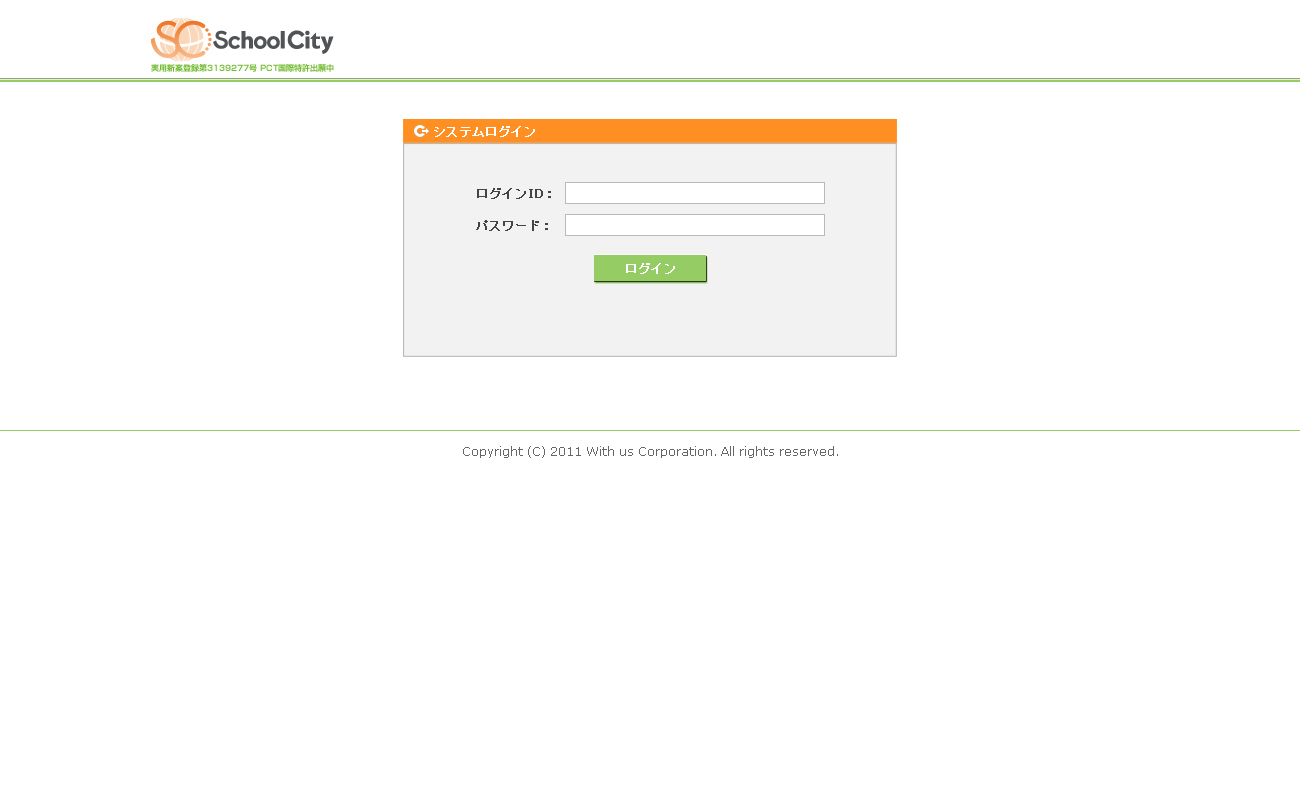 SchoolCity
実用新案登録第3139277号 PCT国際特許出願中
システムログイン
ログインID：
パスワード：
ログイン
Copyright (C) 2011 With us Corporation. All rights reserved.